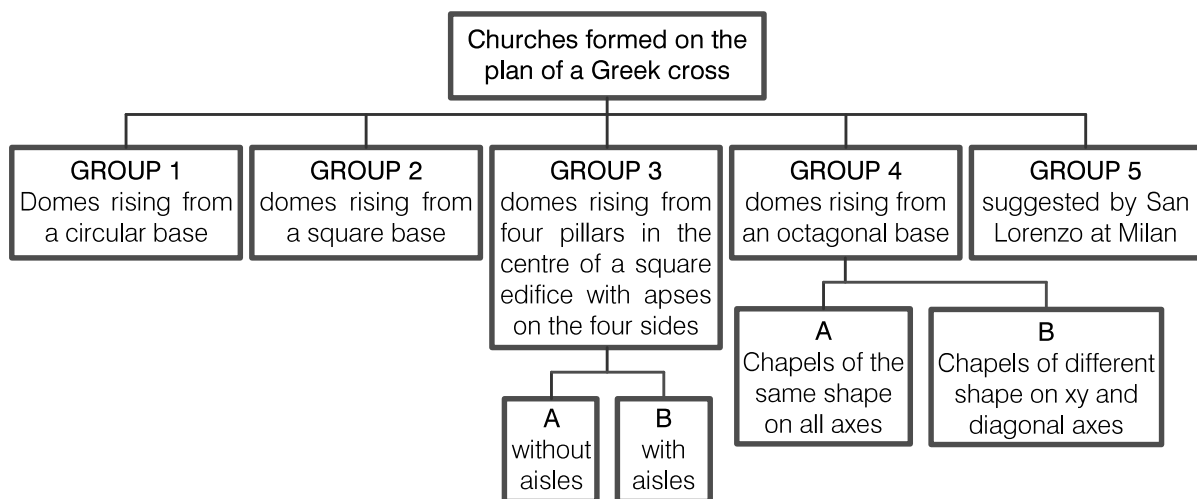 Churches formed on the
plan of a Greek cross
GROUP 1
Domes rising from
a circular base
GROUP 2
domes rising from
a square base
GROUP 3
domes rising from
four pillars in the
centre of a square
edifice with apses
on the four sides
GROUP 4
domes rising from
an octagonal base
GROUP 5
suggested by San
Lorenzo at Milan
A
without
aisles
B
with
aisles
A
Chapels of the
same shape
on all axes
B
Chapels of different
shape on xy and
diagonal axes